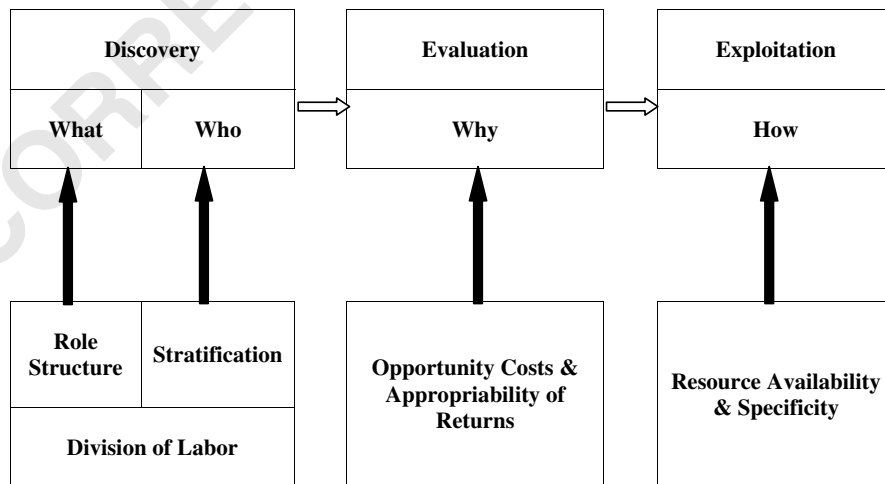 CORRE
Discovery
Evaluation
Exploitation
What
Who
Why
How
Role
Structure
Stratification
Division of Labor
Opportunity Costs &
Appropriability of
Returns
Resource Availability
& Specificity